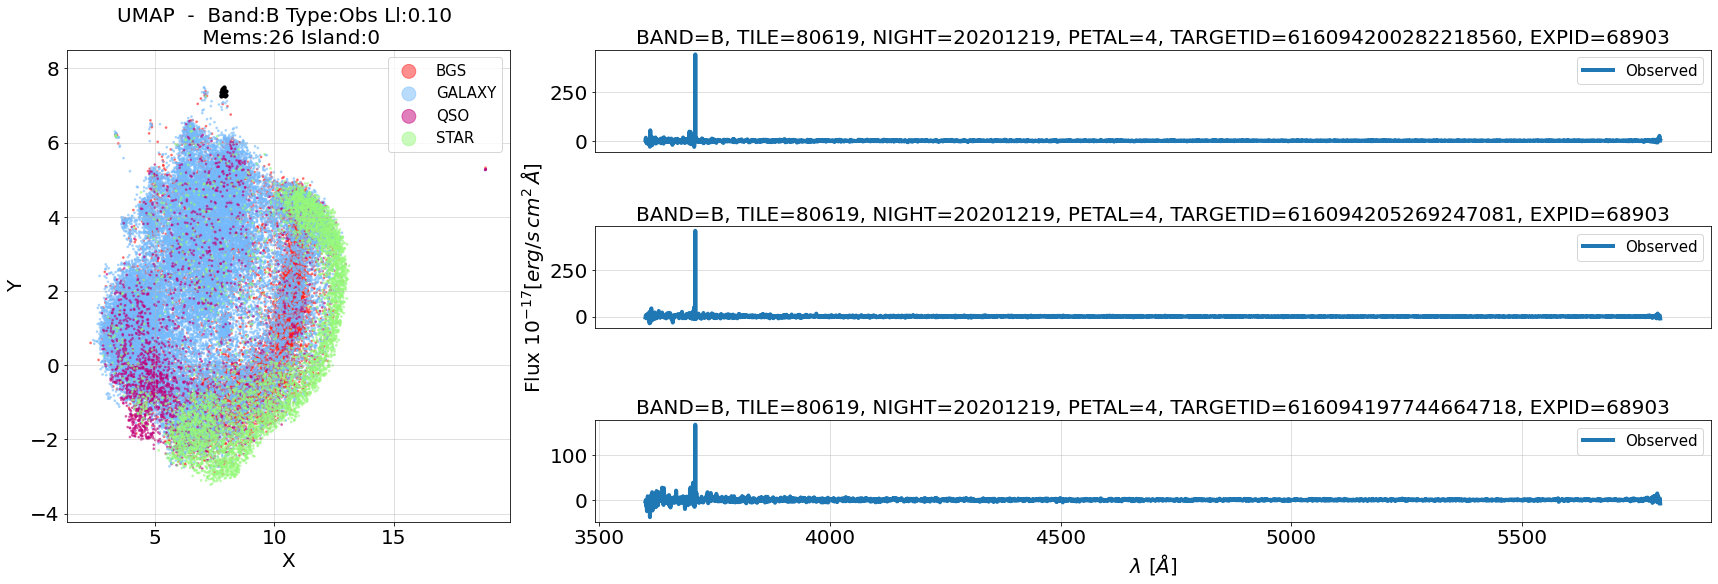 UMAP  -  Band:B Type:Obs Ll:0.10
Mems:26 Island:0
BGS
GALAXY
QSO
STAR
8
6
4
2
0
−2
−4
Y
5
10
15
X
Flux 10^{-17}[erg/s cm^2 Å]
BAND=B, TILE=80619, NIGHT=20201219, PETAL=4, TARGETID=616094200282218560, EXPID=68903
Observed
250
0
BAND=B, TILE=80619, NIGHT=20201219, PETAL=4, TARGETID=616094205269247081, EXPID=68903
Observed
250
0
BAND=B, TILE=80619, NIGHT=20201219, PETAL=4, TARGETID=616094197744664718, EXPID=68903
Observed
100
0
3500
4000
4500
5000
5500
λ [Å]